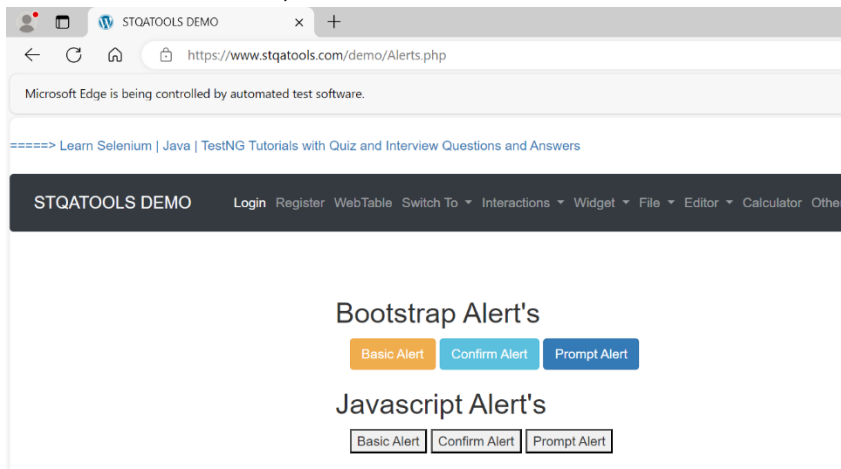 STQATOOLS DEMO
https://www.stqatools.com/demo/Alerts.php
Microsoft Edge is being controlled by automated test software.
=====> Learn Selenium | Java | TestNG Tutorials with Quiz and Interview Questions and Answers
STQATOOLS DEMO Login Register WebTable Switch To Interactions Widget File Editor Calculator Othe
Bootstrap Alert's
Basic Alert Confirm Alert Prompt Alert
Javascript Alert's
Basic Alert Confirm Alert Prompt Alert